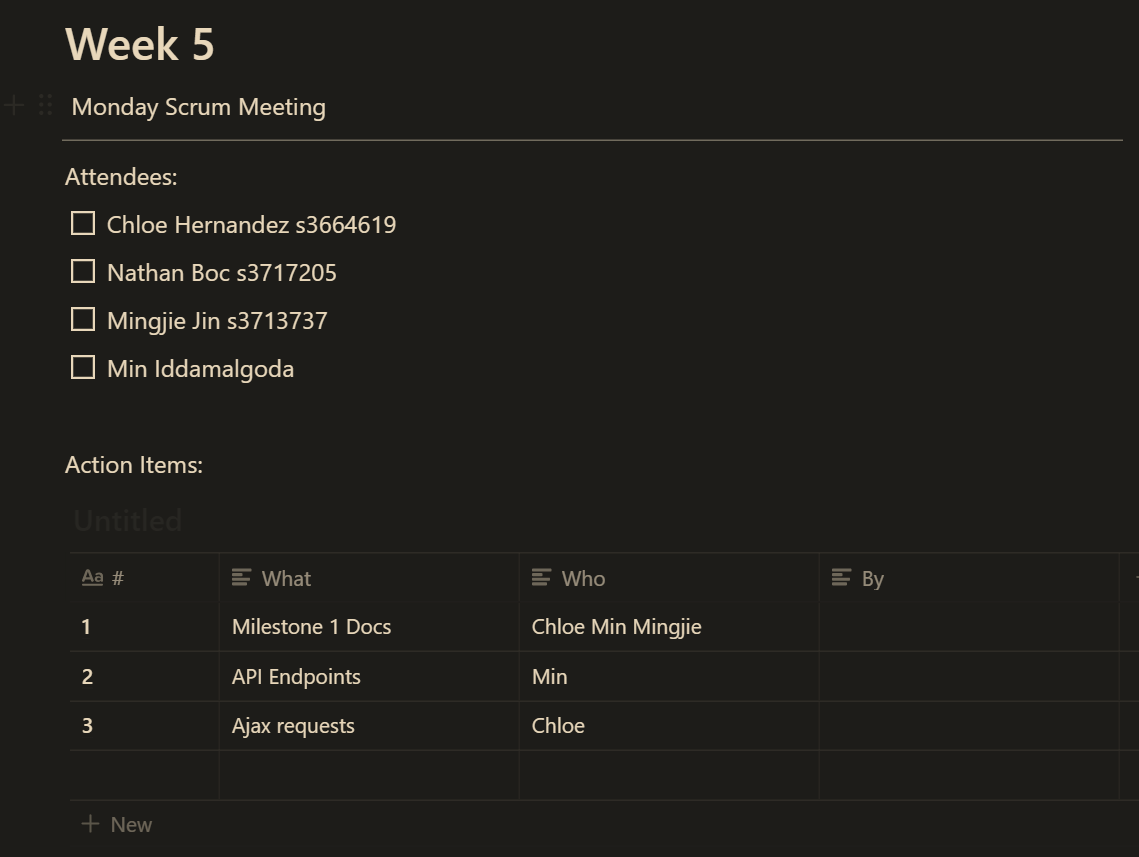 Week 5
Monday Scrum Meeting
Attendees:
Chloe Hernandez s3664619
Nathan Boc s3717205
Mingjie Jin s3713737
Min Iddamalgoda
Action Items:
Untitled
Aa # What Who By
1 Milestone 1 Docs Chloe Min Mingjie
2 API Endpoints Min
3 Ajax requests Chloe
+ New